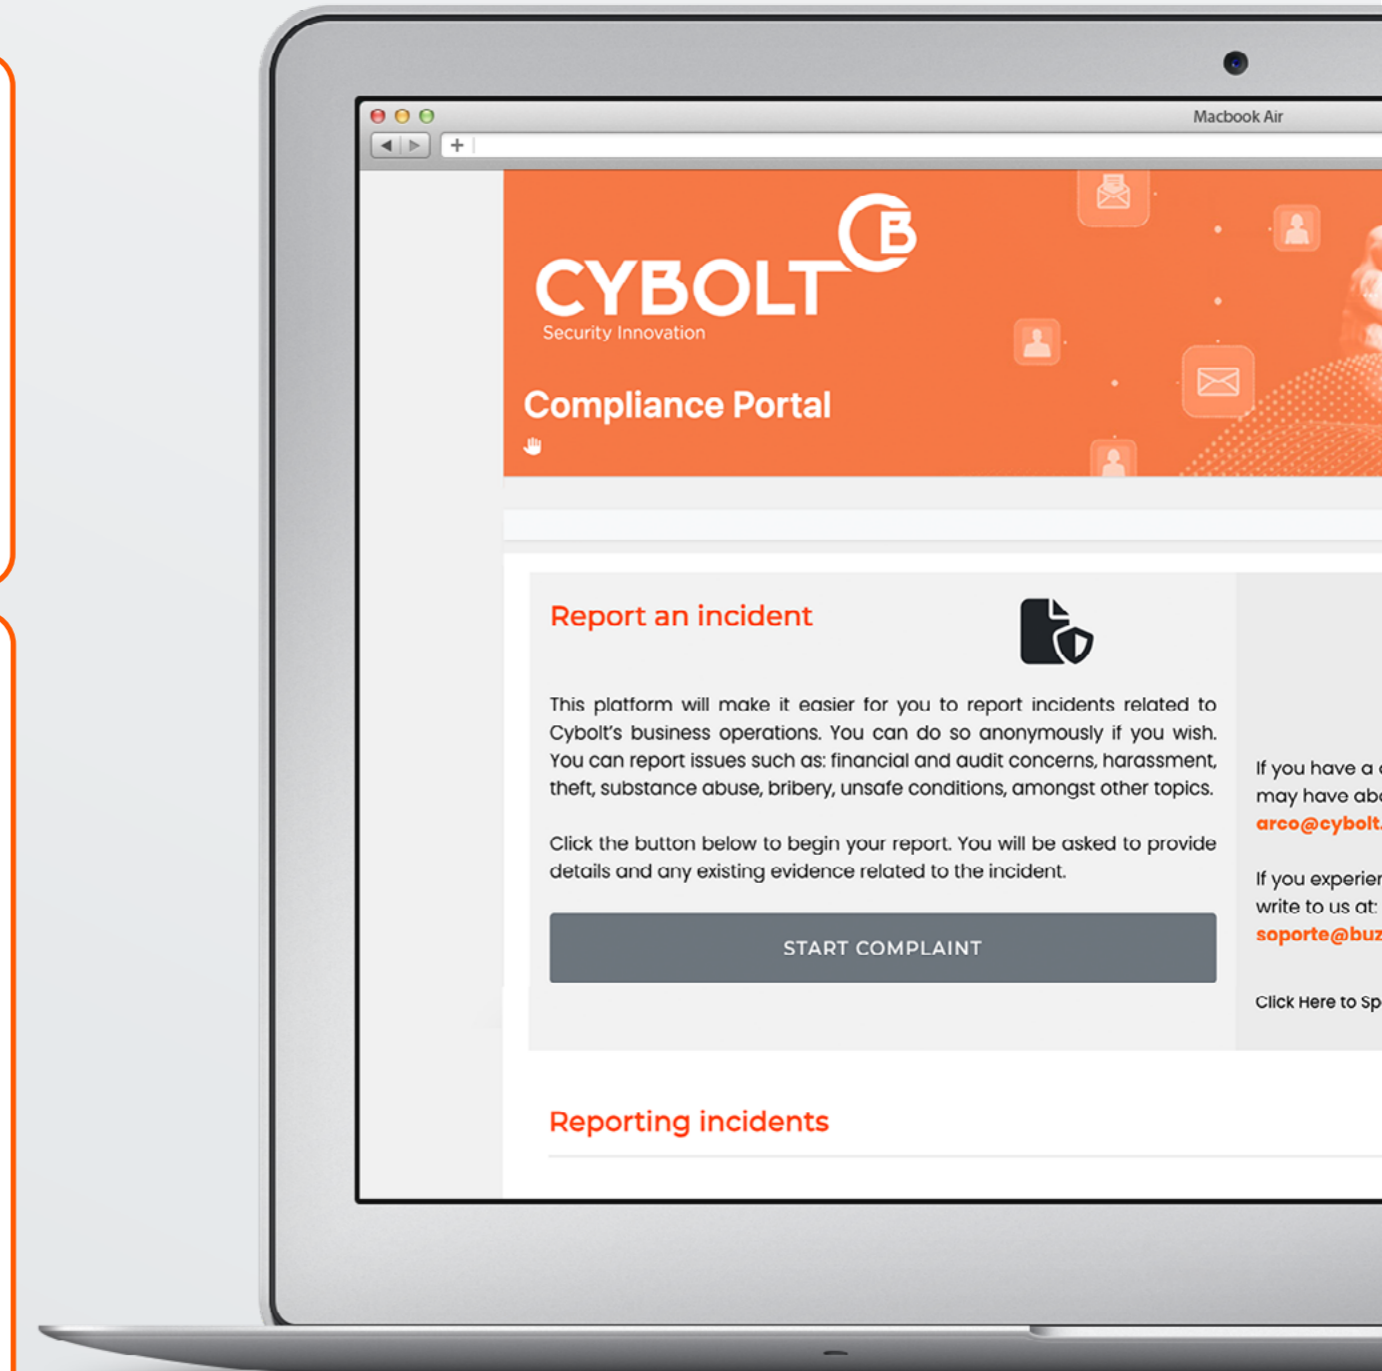 Macbook Air
CB
CYBOLT
Security Innovation
Compliance Portal
Report an incident
This platform will make it easier for you to report incidents related to
Cybolt's business operations. You can do so anonymously if you wish.
You can report issues such as: financial and audit concerns, harassment,
theft, substance abuse, bribery, unsafe conditions, amongst other topics.
Click the button below to begin your report. You will be asked to provide
details and any existing evidence related to the incident.
START COMPLAINT
If you have a
may have
arco@cybolt.
If you
write to us at:
soporte@buz
Click Here to
Reporting incidents